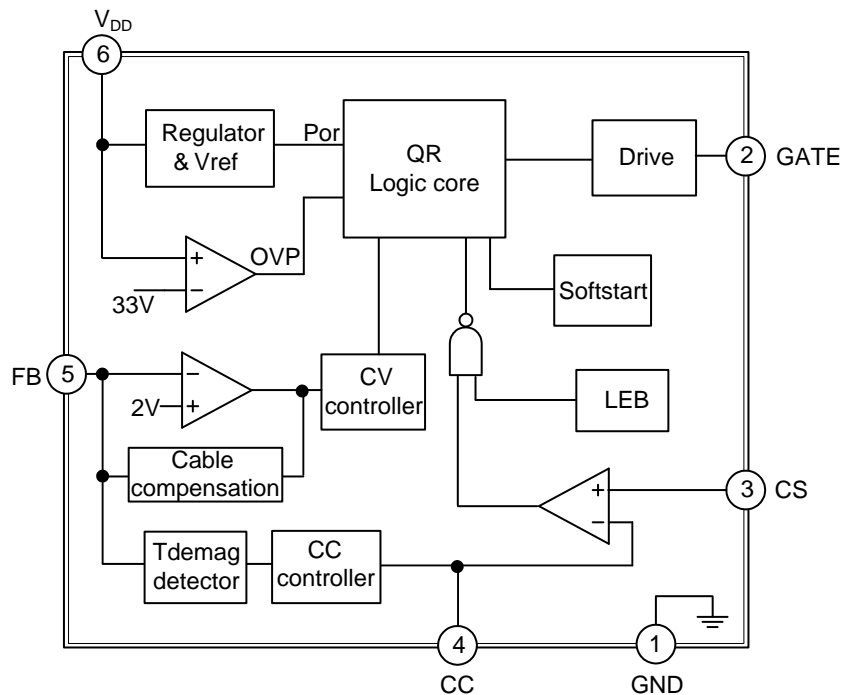 VDD
6
Regulator
& Vref
Por
QR
Logic core
Drive
2
GATE
+
−
33V
OVP
Softstart
FB
5
−
2V
+
CV
controller
LEB
Cable
compensation
+
−
3
CS
Tdemag
detector
CC
controller
4
CC
1
GND